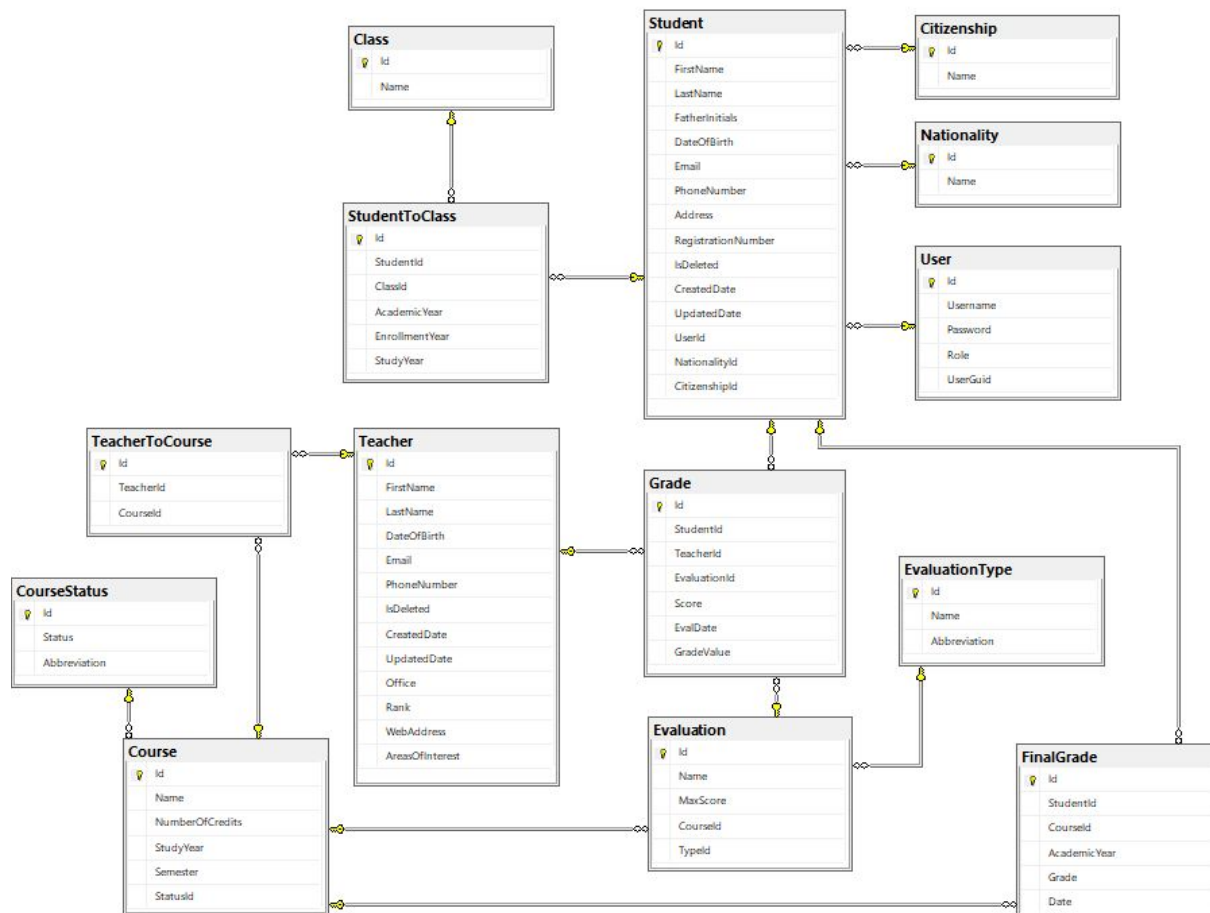 Class
Id
Name
Student
Id
FirstName
LastName
FatherInitials
DateOfBirth
Email
PhoneNumber
Address
RegistrationNumber
IsDeleted
CreatedDate
UpdatedDate
UserId
NationalityId
CitizenshipId
Citizenship
Id
Name
Nationality
Id
Name
User
Id
Username
Password
Role
UserGuid
StudentToClass
Id
StudentId
ClassId
AcademicYear
EnrollmentYear
StudyYear
TeacherToCourse
Id
TeacherId
CourseId
Teacher
Id
FirstName
LastName
DateOfBirth
Email
PhoneNumber
IsDeleted
CreatedDate
UpdatedDate
Office
Rank
WebAddress
AreasOfInterest
Grade
Id
StudentId
TeacherId
EvaluationId
Score
EvalDate
GradeValue
EvaluationType
Id
Name
Abbreviation
CourseStatus
Id
Status
Abbreviation
Course
Id
Name
NumberOfCredits
StudyYear
Semester
StatusId
Evaluation
Id
Name
MaxScore
CourseId
TypeId
FinalGrade
Id
StudentId
CourseId
AcademicYear
Grade
Date